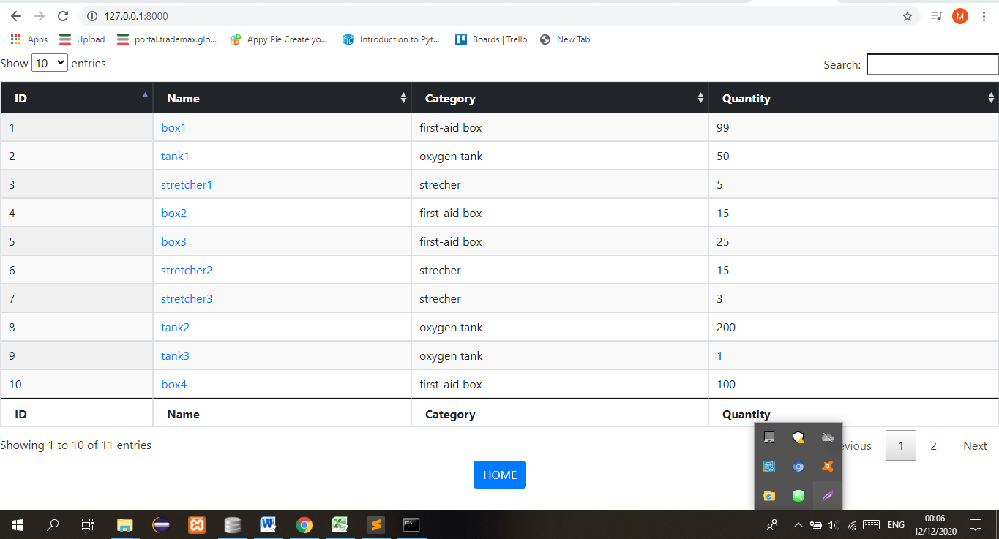 127.0.0.1:8000
M
Apps Upload portal.trademax.glo... Appy Pie Create yo... Introduction to Pyt... Boards | Trello New Tab
Show 10 entries Search:
ID Name Category Quantity
1 box1 first-aid box 99
2 tank1 oxygen tank 50
3 stretcher1 strecher 5
4 box2 first-aid box 15
5 box3 first-aid box 25
6 stretcher2 strecher 15
7 stretcher3 strecher 3
8 tank2 oxygen tank 200
9 tank3 oxygen tank 1
10 box4 first-aid box 100
ID Name Category Quantity
Showing 1 to 10 of 11 entries evious 1 2 Next
HOME
ENG 00:06
12/12/2020